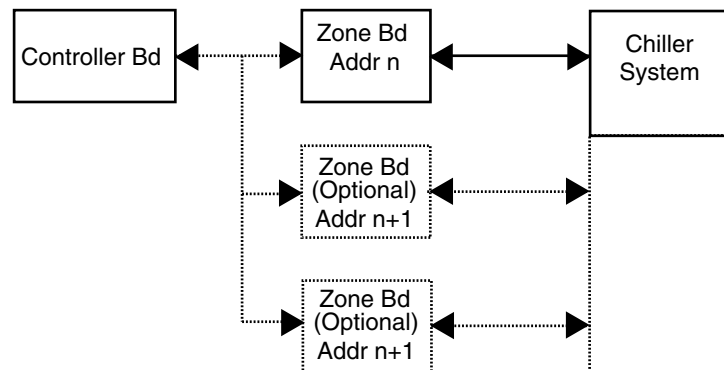 Controller Bd
Zone Bd
Addr n
Chiller
System
Zone Bd
(Optional)
Addr n+1
Zone Bd
(Optional)
Addr n+1